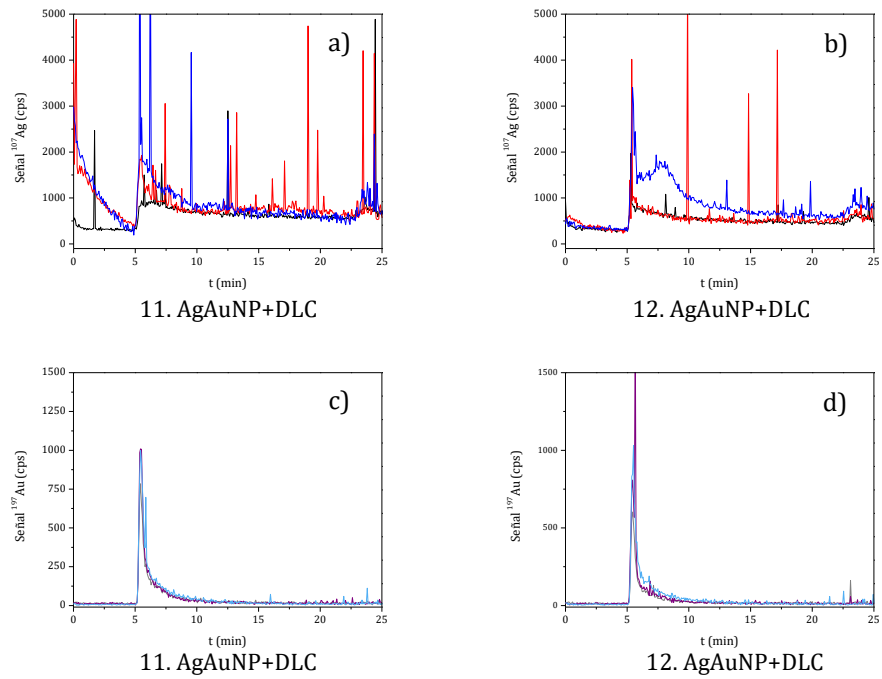 a)
Señal ¹⁰⁷Ag (cps)
5000
4000
3000
2000
1000
0
0 5 10 15 20 25
t (min)
11. AgAuNP+DLC
b)
Señal ¹⁰⁷Ag (cps)
5000
4000
3000
2000
1000
0
0 5 10 15 20 25
t (min)
12. AgAuNP+DLC
c)
Señal ¹⁹⁷Au (cps)
1500
1250
1000
750
500
250
0
0 5 10 15 20 25
t (min)
11. AgAuNP+DLC
d)
Señal ¹⁹⁷Au (cps)
1500
1000
500
0
0 5 10 15 20 25
t (min)
12. AgAuNP+DLC